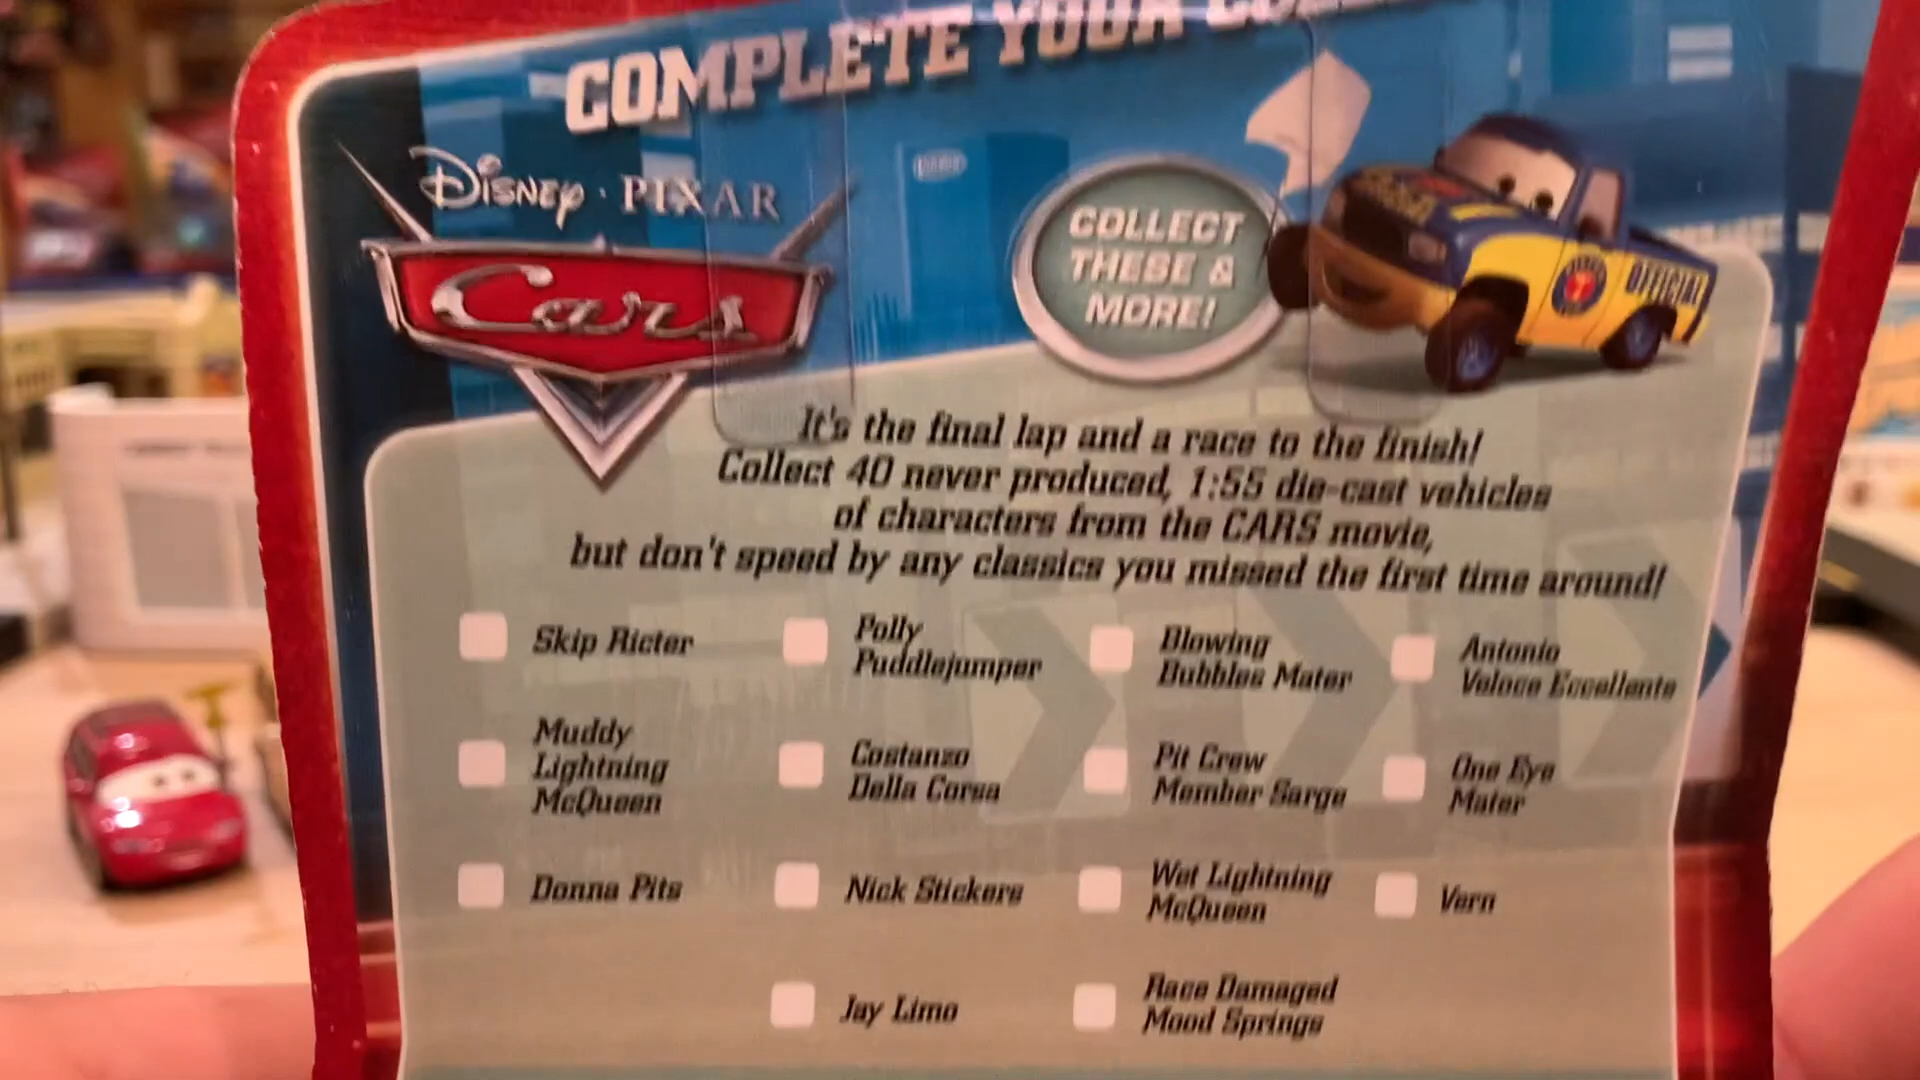 COMPLETE YOUR
DISNEY · PIXAR
Cars
COLLECT
THESE &
MORE!
OFFICIAL
It's the final lap and a race to the finish!
Collect 40 never produced, 1:55 die-cast vehicles
of characters from the CARS movie,
but don't speed by any classics you missed the first time around!
Skip Ricter
Polly
Puddlejumper
Blowing
Bubbles Mater
Antonio
Veloce Eccellente
Muddy
Lightning
McQueen
Costanzo
Della Corsa
Pit Crew
Member Sarge
One Eye
Mater
Donna Pits
Nick Stickers
Wet Lightning
McQueen
Vern
Jay Limo
Race Damaged
Mood Springs